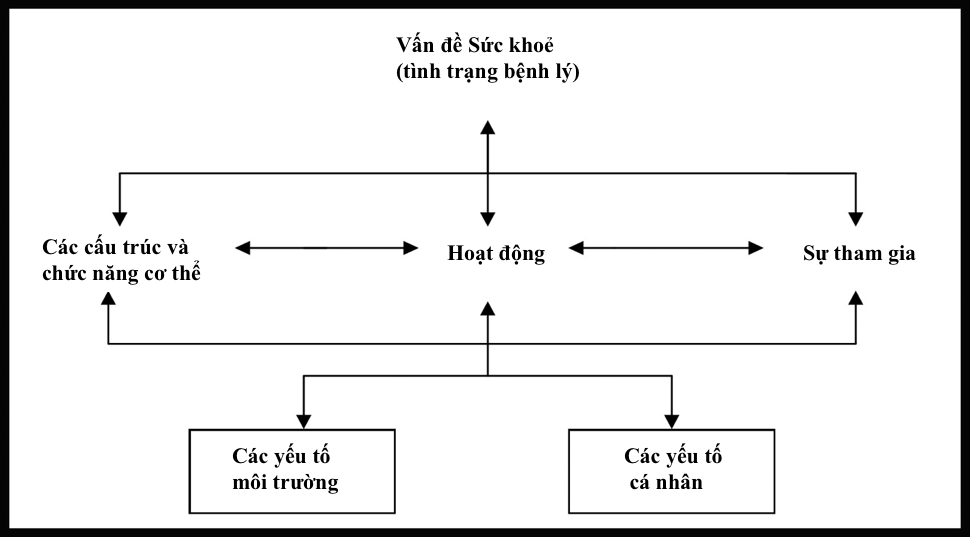 Vấn đề Sức khoẻ
(tình trạng bệnh lý)
Các cấu trúc và
chức năng cơ thể
Hoạt động
Sự tham gia
Các yếu tố
môi trường
Các yếu tố
cá nhân